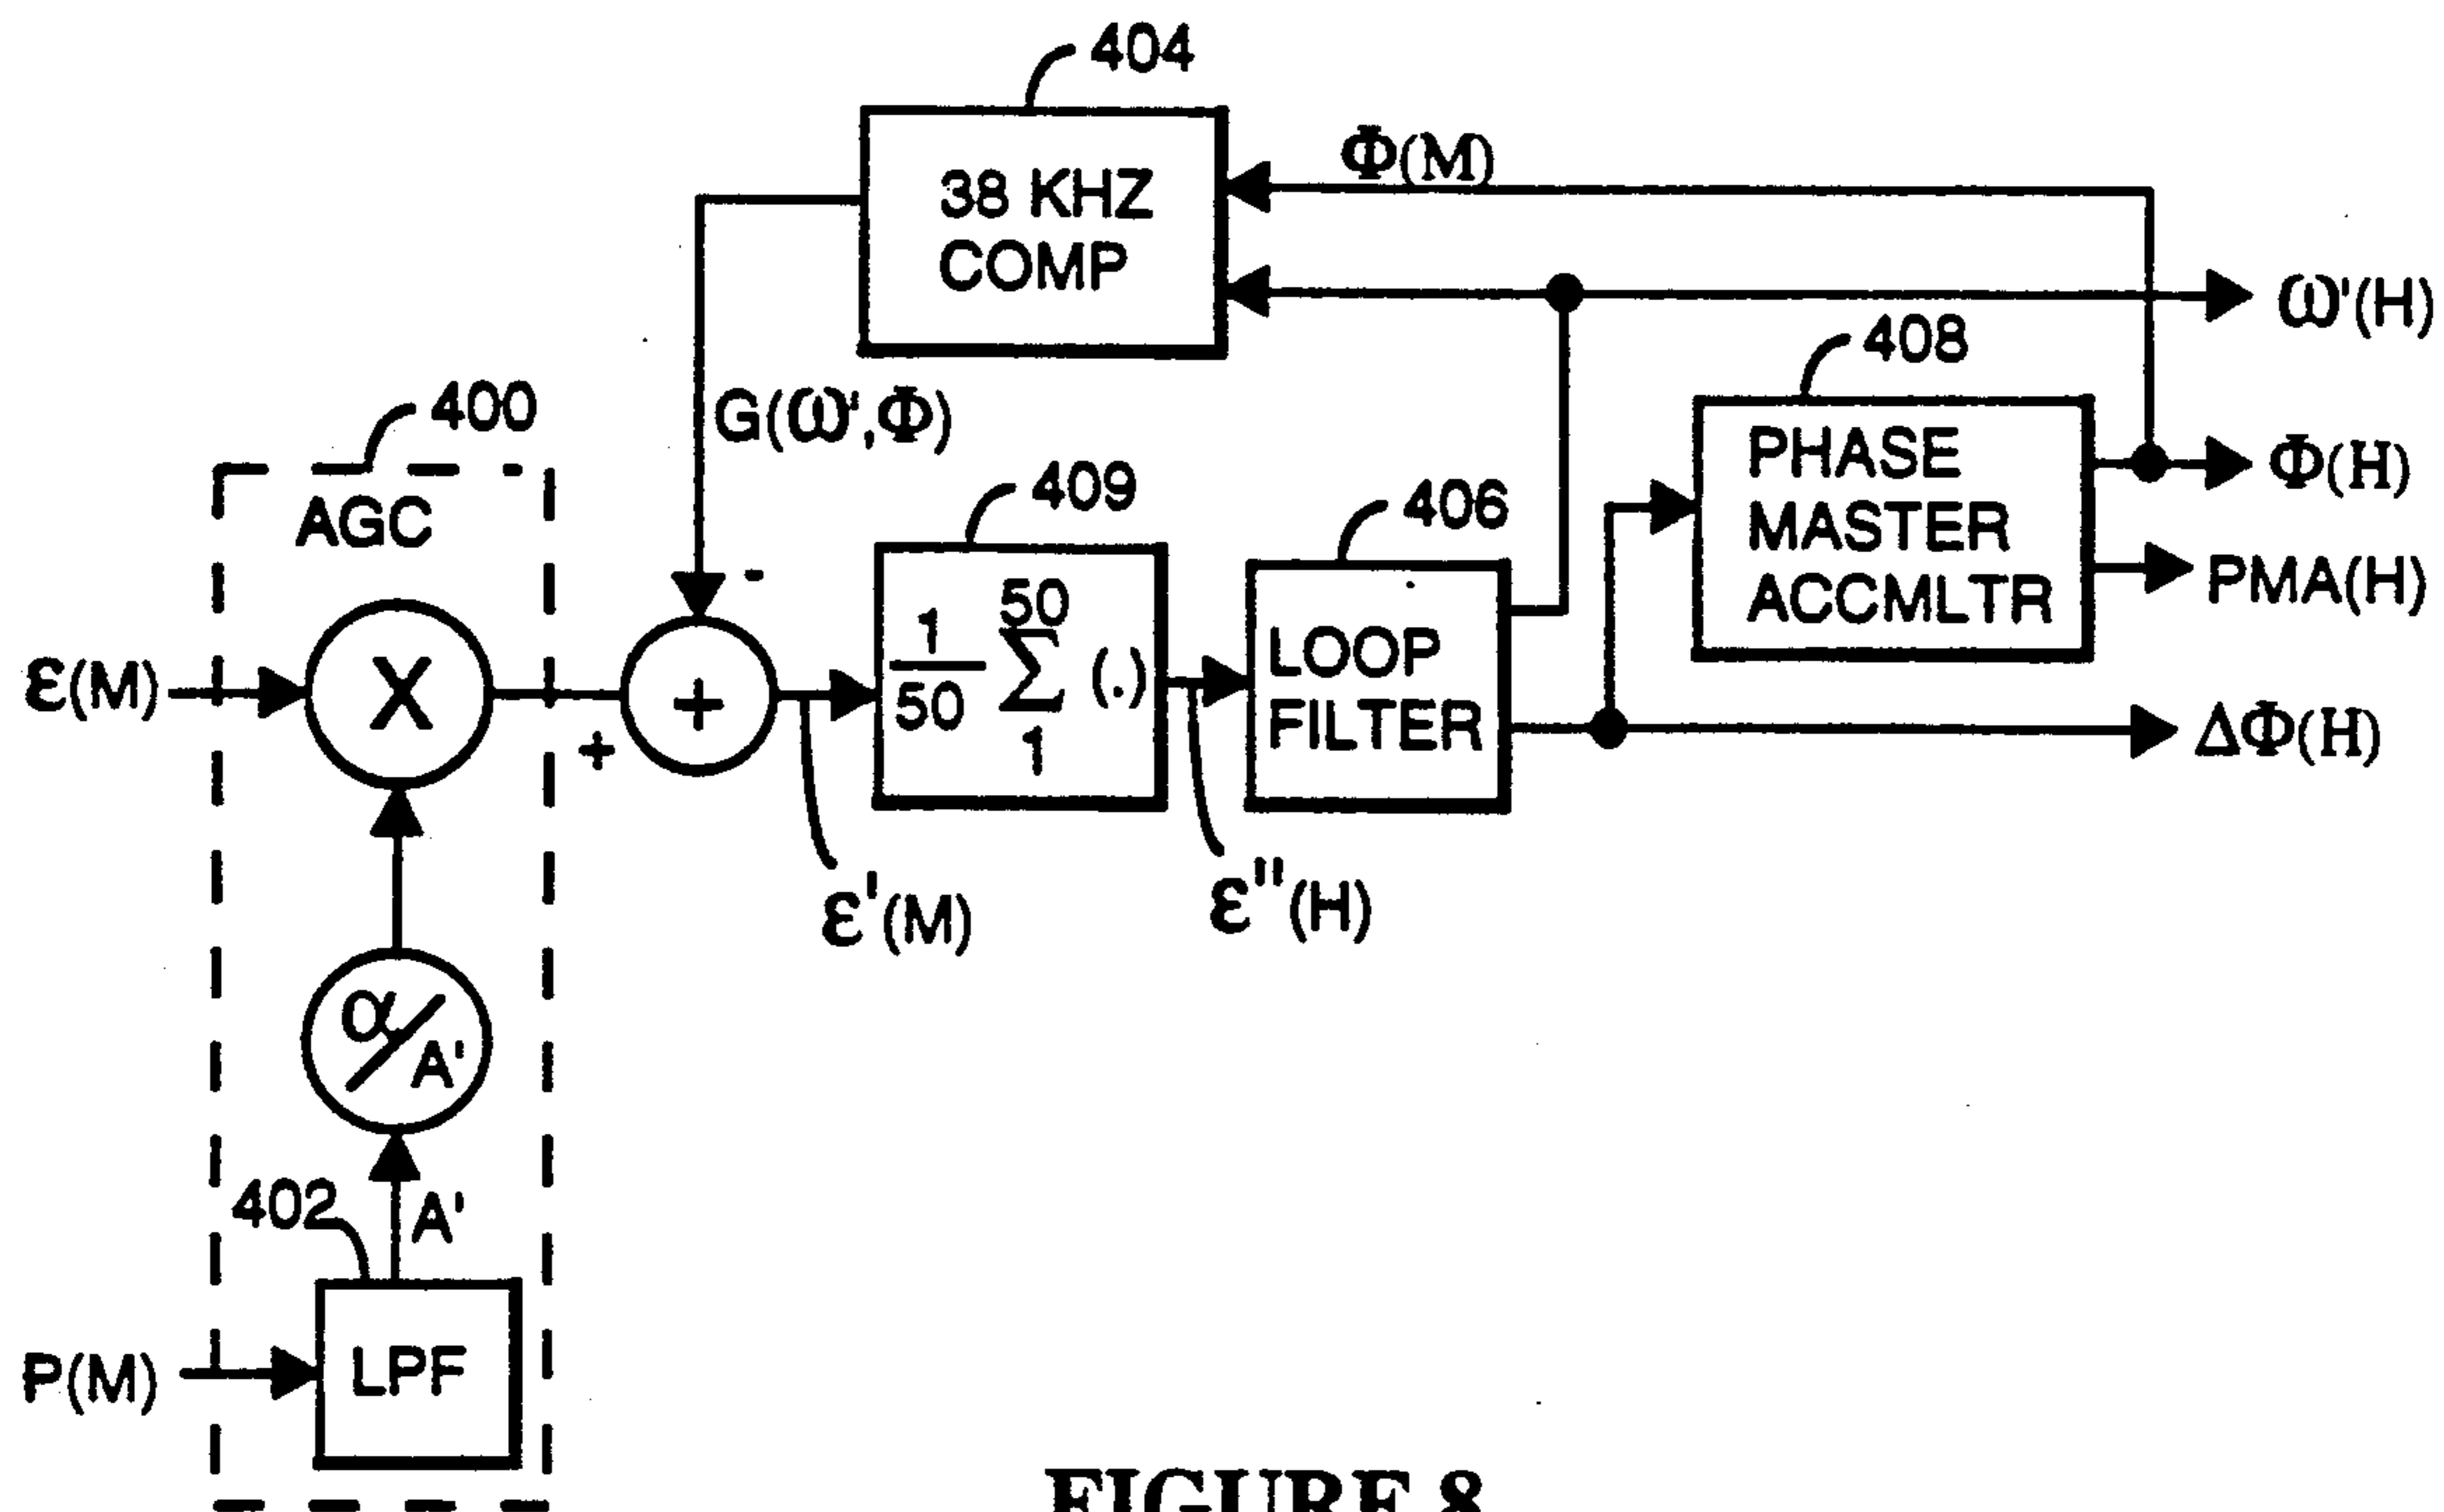 404
38 KHZ
COMP
Φ(M)
ω'(H)
408
400
G(ω',Φ)
PHASE
MASTER
ACCMLTR
Φ(H)
PMA(H)
AGC
409
406
-
ε(M)
X
+
+
1
50
50
Σ (.)
1
LOOP
FILTER
ΔΦ(H)
ε'(M)
ε''(H)
α/A'
402
A'
P(M)
LPF
FIGURE 8